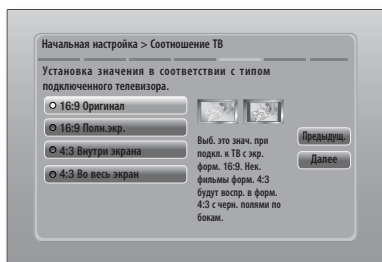 Начальная настройка > Соотношение ТВ
Установка значения в соответствии с типом
подключенного телевизора.
16:9 Оригинал
16:9 Полн.экр.
4:3 Внутри экрана
4:3 Во весь экран
Выб. это знач. при
подкл. к ТВ с экр.
форм. 16:9. Нек.
фильмы форм. 4:3
будут воспр. в форм.
4:3 с черн. полями по
бокам.
Предыдущ.
Далее